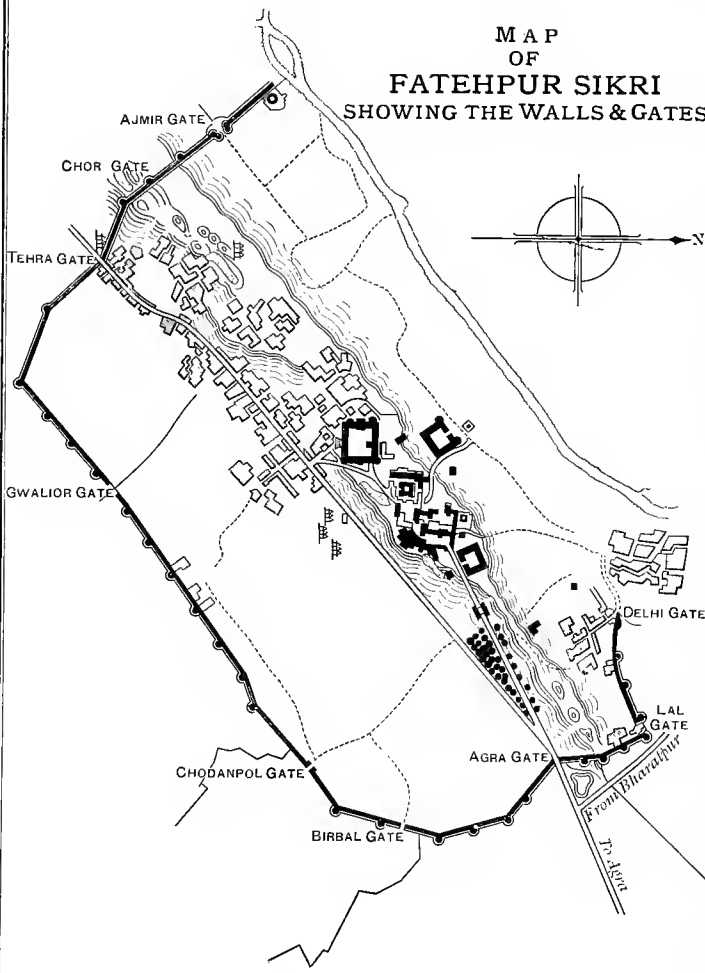 MAP
OF
FATEHPUR SIKRI
SHOWING THE WALLS & GATES
AJMIR GATE
CHOR GATE
N
TEHRA GATE
GWALIOR GATE
DELHI GATE
LAL
GATE
AGRA GATE
From Bharatpur
CHODANPOL GATE
BIRBAL GATE
To Agra